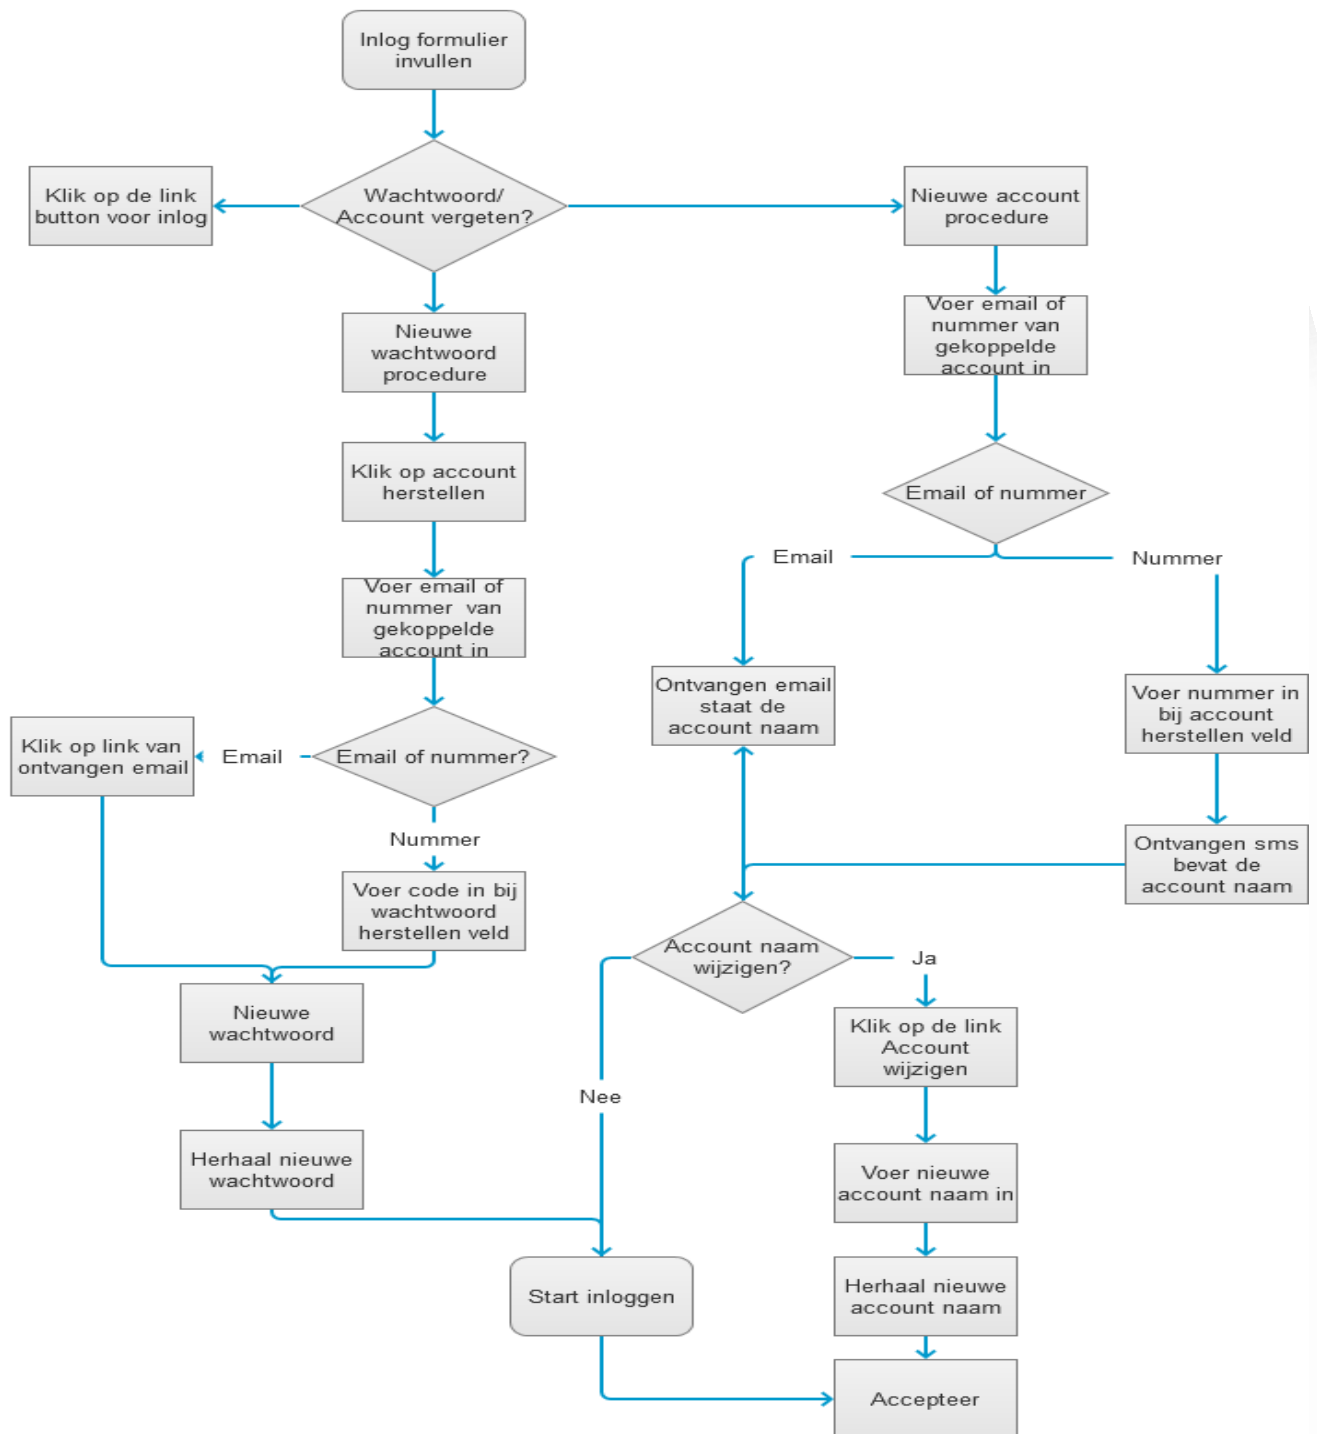 Inlog formulier
invullen
Klik op de link
button voor inlog
Wachtwoord/
Account vergeten?
Nieuwe account
procedure
Nieuwe
wachtwoord
procedure
Voer email of
nummer van
gekoppelde
account in
Klik op account
herstellen
Email of nummer
Email
Nummer
Voer email of
nummer van
gekoppelde
account in
Ontvangen email
staat de
account naam
Voer nummer in
bij account
herstellen veld
Klik op link van
ontvangen email
Email
Email of nummer?
Nummer
Ontvangen sms
bevat de
account naam
Voer code in bij
wachtwoord
herstellen veld
Account naam
wijzigen?
Ja
Nieuwe
wachtwoord
Klik op de link
Account
wijzigen
Nee
Herhaal nieuwe
wachtwoord
Voer nieuwe
account naam in
Start inloggen
Herhaal nieuwe
account naam
Accepteer